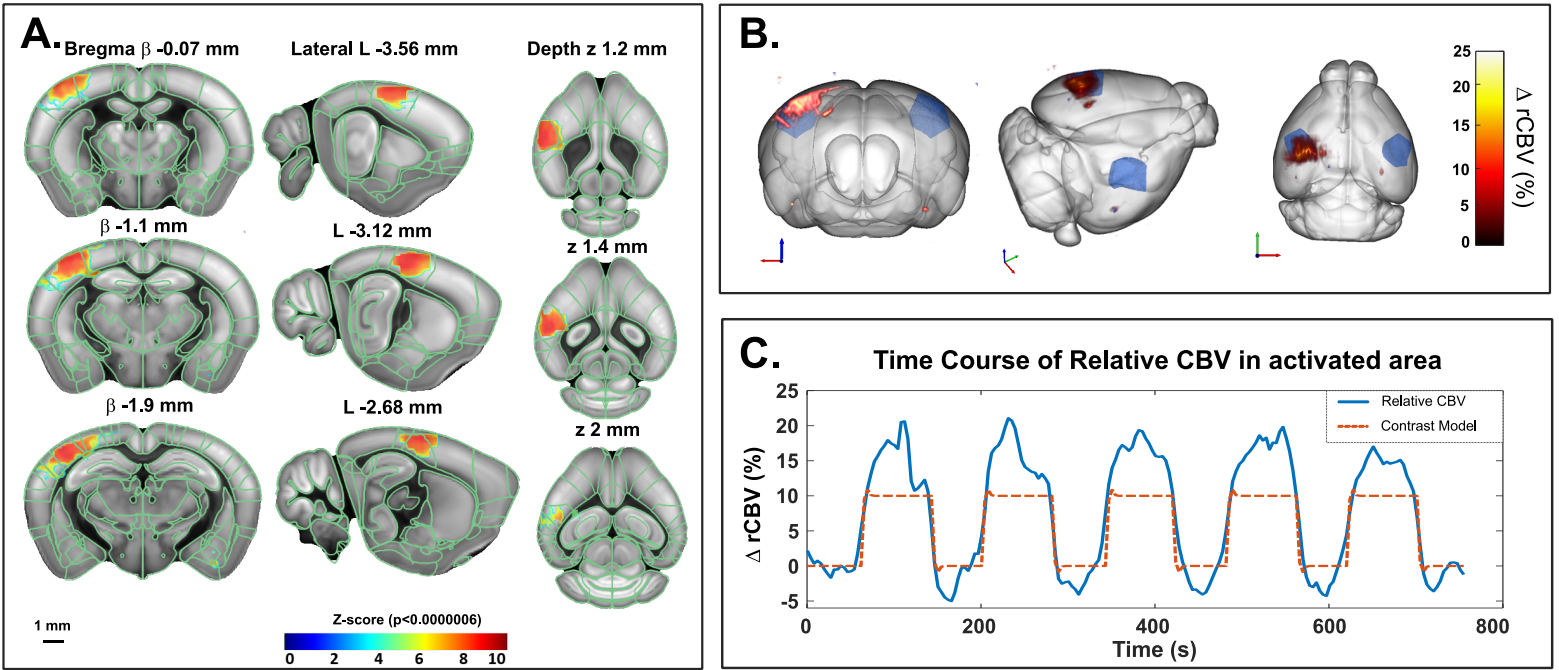 A.
Bregma β -0.07 mm
Lateral L -3.56 mm
Depth z 1.2 mm
β -1.1 mm
L -3.12 mm
z 1.4 mm
β -1.9 mm
L -2.68 mm
z 2 mm
1 mm
Z-score (p<0.0000006)
0 2 4 6 8 10
B.
25
20
15
10
5
0
Δ rCBV (%)
C.
Time Course of Relative CBV in activated area
Relative CBV
Contrast Model
25
20
15
10
5
0
-5
Δ rCBV (%)
0 200 400 600 800
Time (s)